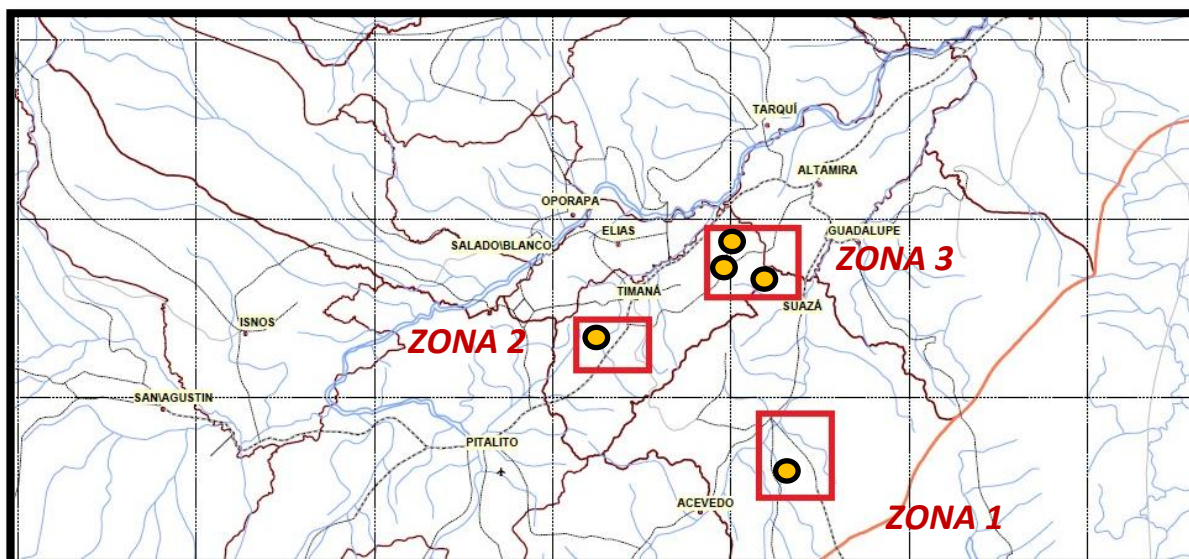 TARQUÍ
ALTAMIRA
OPORAPA
ELIAS
GUADALUPE
SALADO\BLANCO
ZONA 3
TIMANÁ
SUAZÁ
ISNOS
ZONA 2
SAN\AGUSTIN
PITALITO
ACEVEDO
ZONA 1